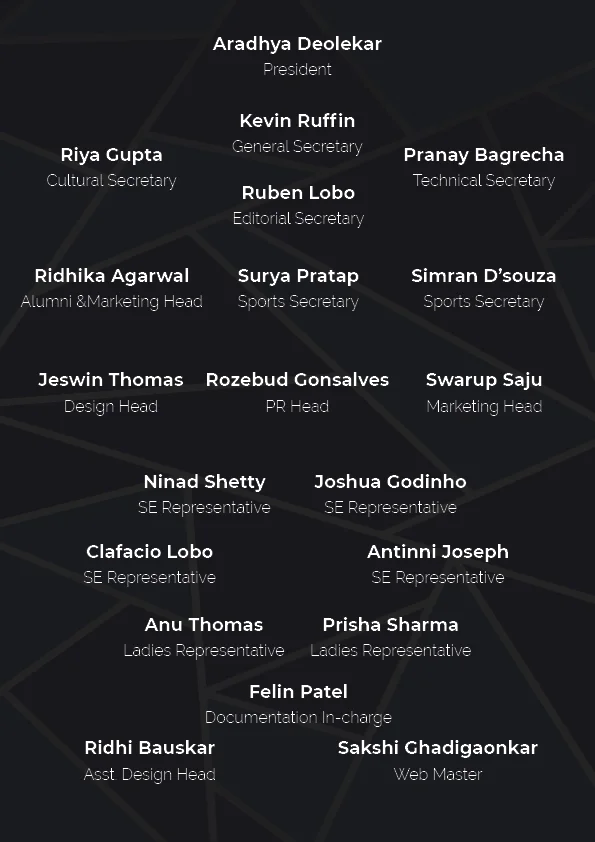 Aradhya Deolekar
President
Kevin Ruffin
General Secretary
Riya Gupta
Cultural Secretary
Pranay Bagrecha
Technical Secretary
Ruben Lobo
Editorial Secretary
Ridhika Agarwal
Alumni &Marketing Head
Surya Pratap
Sports Secretary
Simran D’souza
Sports Secretary
Jeswin Thomas
Design Head
Rozebud Gonsalves
PR Head
Swarup Saju
Marketing Head
Ninad Shetty
SE Representative
Joshua Godinho
SE Representative
Clafacio Lobo
SE Representative
Antinni Joseph
SE Representative
Anu Thomas
Ladies Representative
Prisha Sharma
Ladies Representative
Felin Patel
Documentation In-charge
Ridhi Bauskar
Asst. Design Head
Sakshi Ghadigaonkar
Web Master